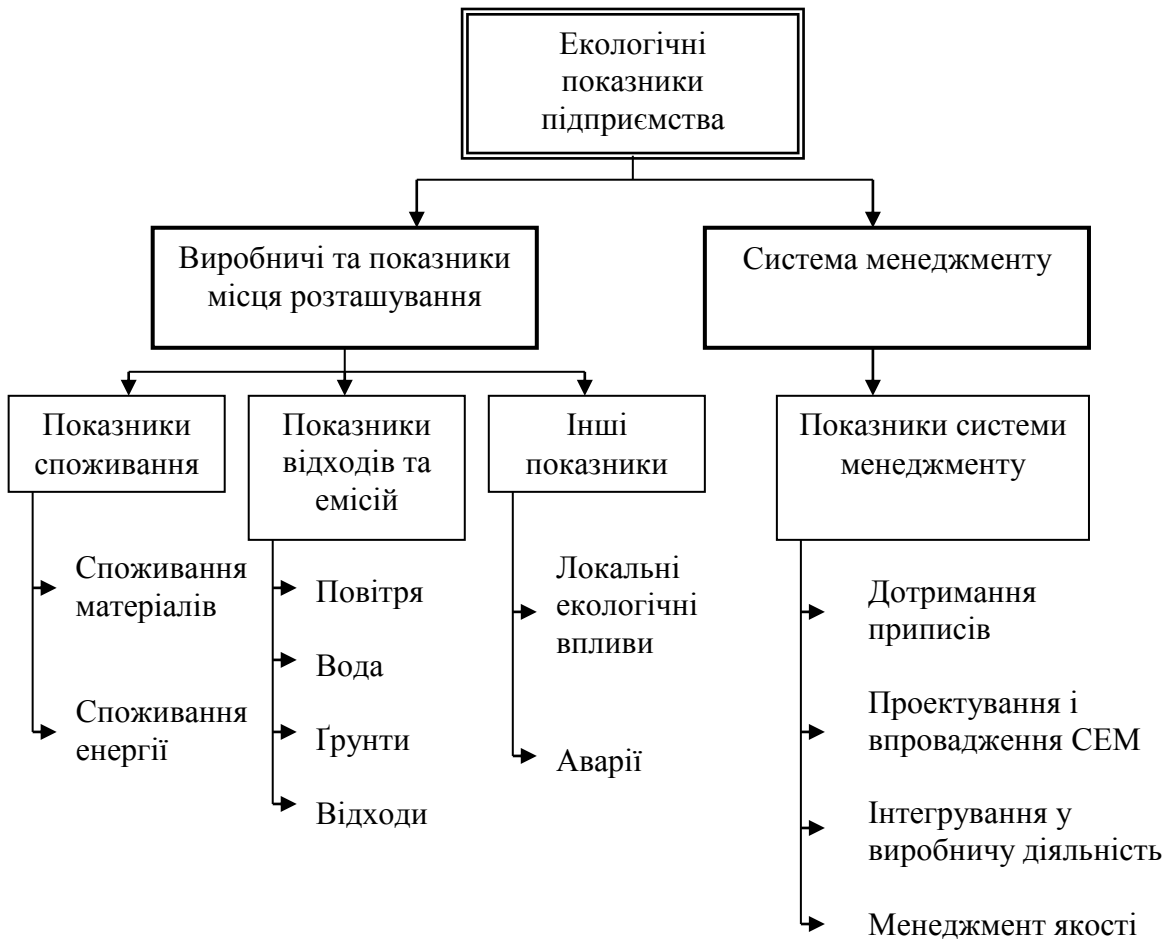 Екологічні
показники
підприємства
Виробничі та показники
місця розташування
Система менеджменту
Показники
споживання
Показники
відходів та
емісій
Інші
показники
Показники системи
менеджменту
Споживання
матеріалів
Споживання
енергії
Повітря
Вода
Ґрунти
Відходи
Локальні
екологічні
впливи
Аварії
Дотримання
приписів
Проектування і
впровадження СЕМ
Інтегрування у
виробничу діяльність
Менеджмент якості